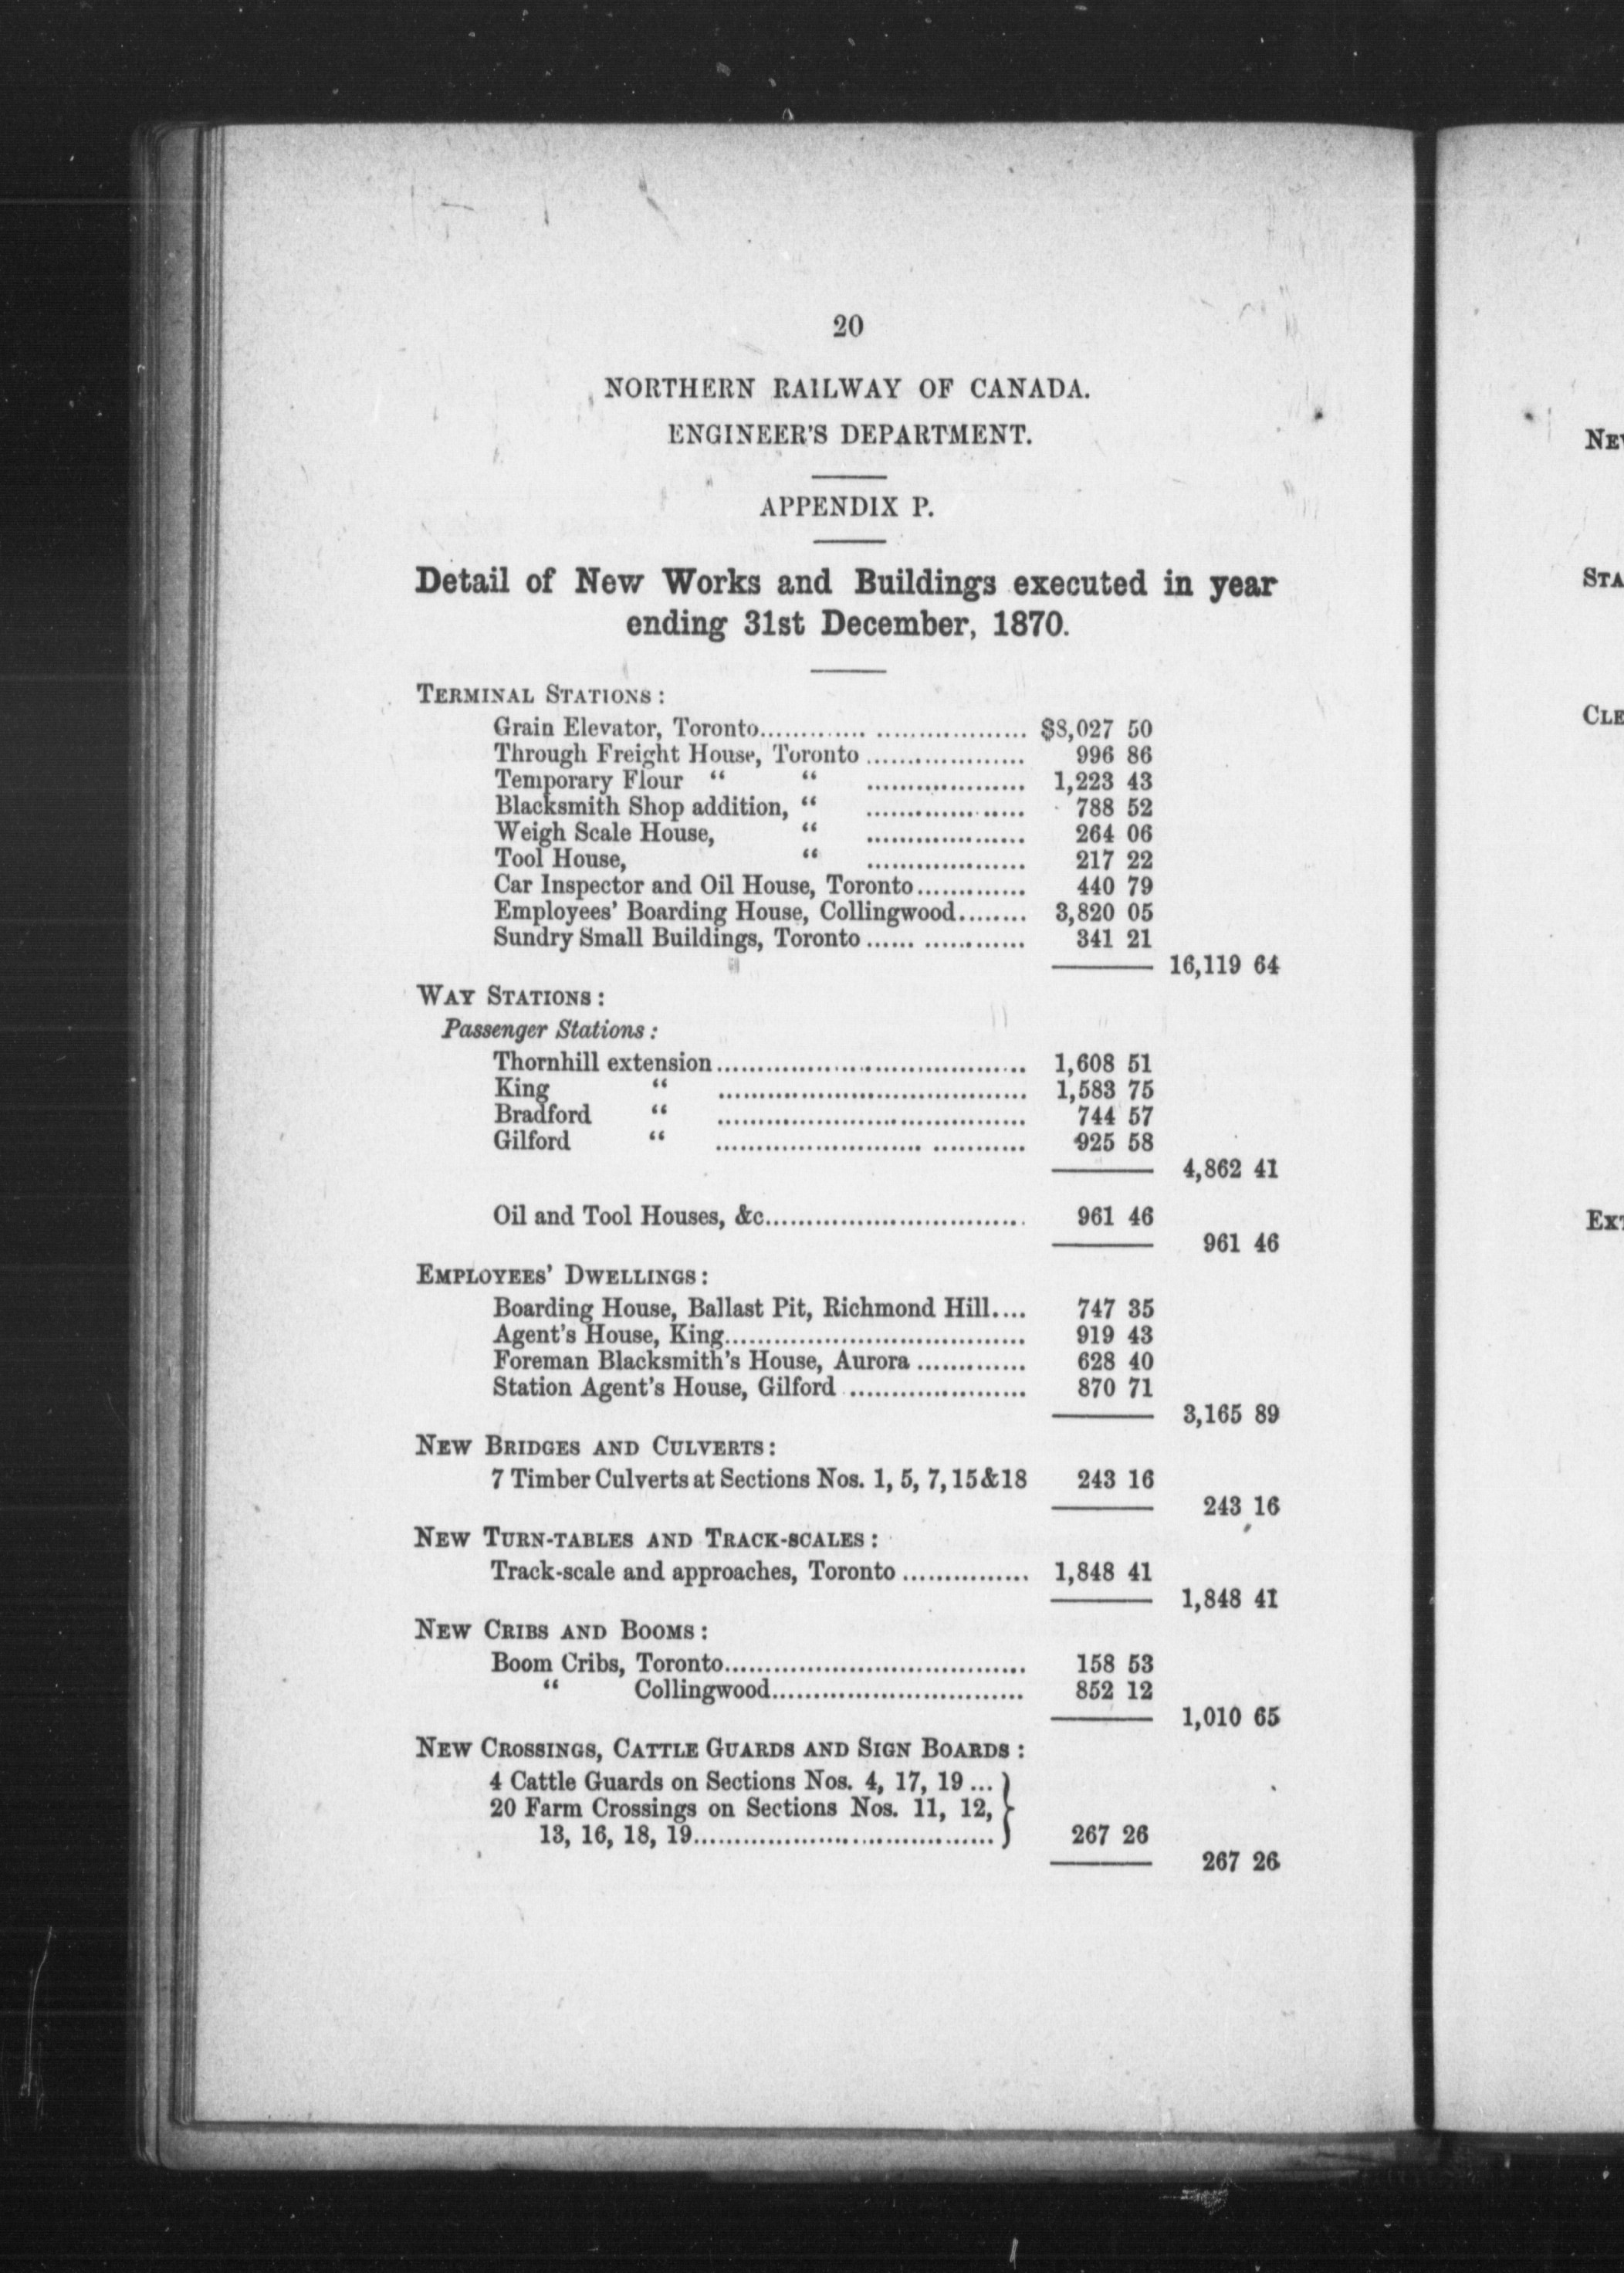 20
NORTHERN RAILWAY OF CANADA.
ENGINEER'S DEPARTMENT.
APPENDIX P.
Detail of New Works and Buildings executed in year
ending 31st December, 1870.
TERMINAL STATIONS:
Grain Elevator, Toronto.............. .................. $8,027 50
Through Freight House, Toronto ................... 996 86
Temporary Flour “ “ ................... 1,223 43
Blacksmith Shop addition, “ ................... 788 52
Weigh Scale House, “ ................... 264 06
Tool House, “ ................... 217 22
Car Inspector and Oil House, Toronto............. 440 79
Employees' Boarding House, Collingwood........ 3,820 05
Sundry Small Buildings, Toronto ...... ............ 341 21
16,119 64
WAY STATIONS:
Passenger Stations:
Thornhill extension..................................... 1,608 51
King “ ..................................... 1,583 75
Bradford “ ..................................... 744 57
Gilford “ ......................... ........... 925 58
4,862 41
Oil and Tool Houses, &c............................... 961 46
961 46
EMPLOYEES' DWELLINGS:
Boarding House, Ballast Pit, Richmond Hill.... 747 35
Agent's House, King.................................... 919 43
Foreman Blacksmith's House, Aurora ............. 628 40
Station Agent's House, Gilford ...................... 870 71
3,165 89
NEW BRIDGES AND CULVERTS:
7 Timber Culverts at Sections Nos. 1, 5, 7, 15&18 243 16
243 16
NEW TURN-TABLES AND TRACK-SCALES:
Track-scale and approaches, Toronto ............... 1,848 41
1,848 41
NEW CRIBS AND BOOMS:
Boom Cribs, Toronto.................................... 158 53
“ Collingwood.............................. 852 12
1,010 65
NEW CROSSINGS, CATTLE GUARDS AND SIGN BOARDS:
4 Cattle Guards on Sections Nos. 4, 17, 19 ... }
20 Farm Crossings on Sections Nos. 11, 12,
13, 16, 18, 19.................................... 267 26
267 26